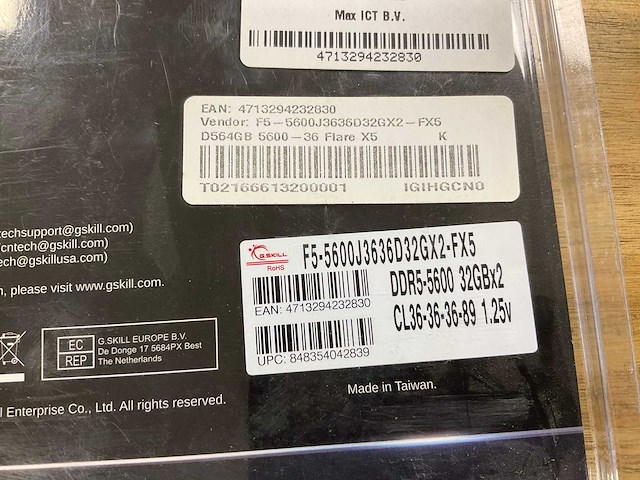 Max ICT B.V.
4713294232830
EAN: 4713294232830
Vendor: F5-5600J3636D32GX2-FX5
D564GB 5600-36 Flare X5 K
T02166613200001 IGIHGCN0
techsupport@gskill.com)
cntech@gskill.com)
ech@gskillusa.com)
n, please visit www.gskill.com.
G.SKILL
RoHS
F5-5600J3636D32GX2-FX5
DDR5-5600 32GBx2
CL36-36-36-89 1.25v
EAN: 4713294232830
UPC: 848354042839
EC REP
G.SKILL EUROPE B.V.
De Donge 17 5684PX Best
The Netherlands
Made in Taiwan.
l Enterprise Co., Ltd. All rights reserved.